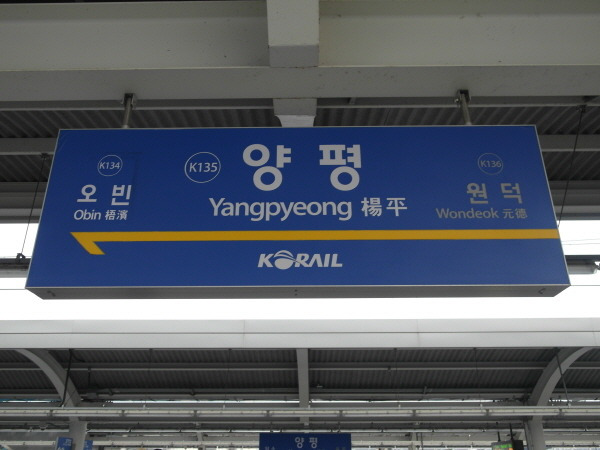 K134
오빈
Obin 梧濱
K135
양평
Yangpyeong 楊平
K136
원덕
Wondeok 元德
KORAIL
양평